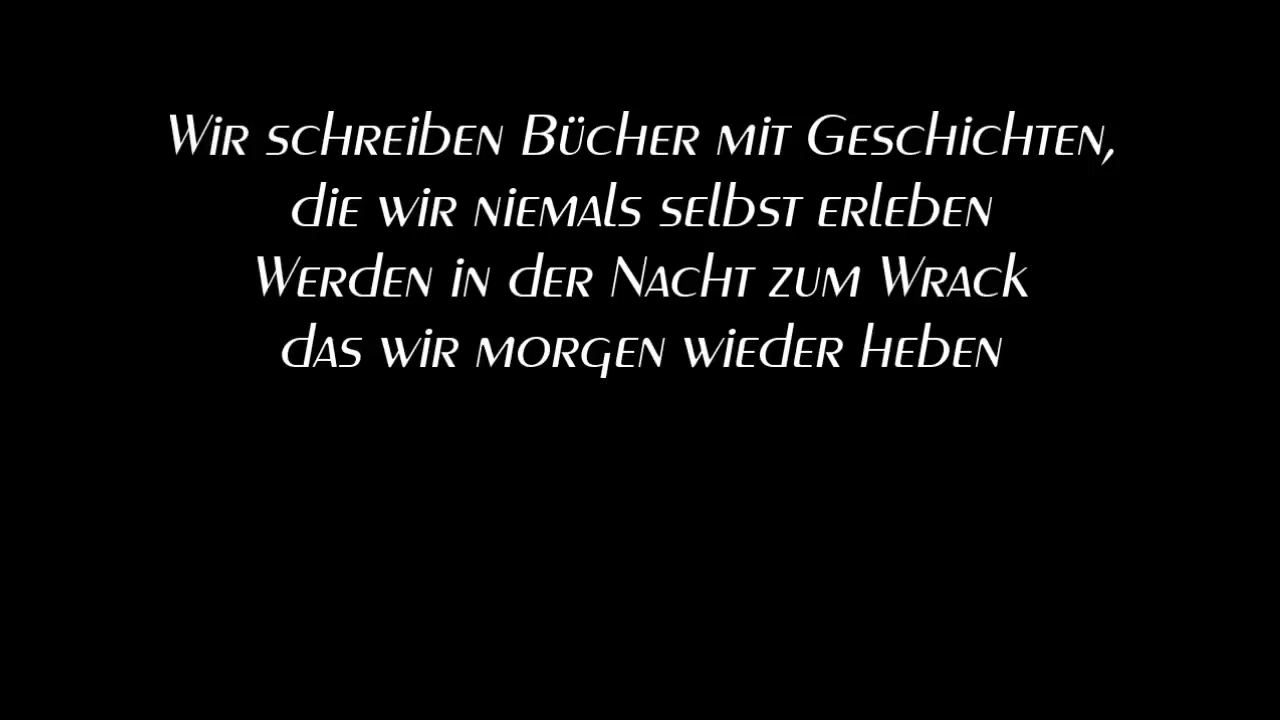 Wir schreiben Bücher mit Geschichten,
die wir niemals selbst erleben
Werden in der Nacht zum Wrack
das wir morgen wieder heben